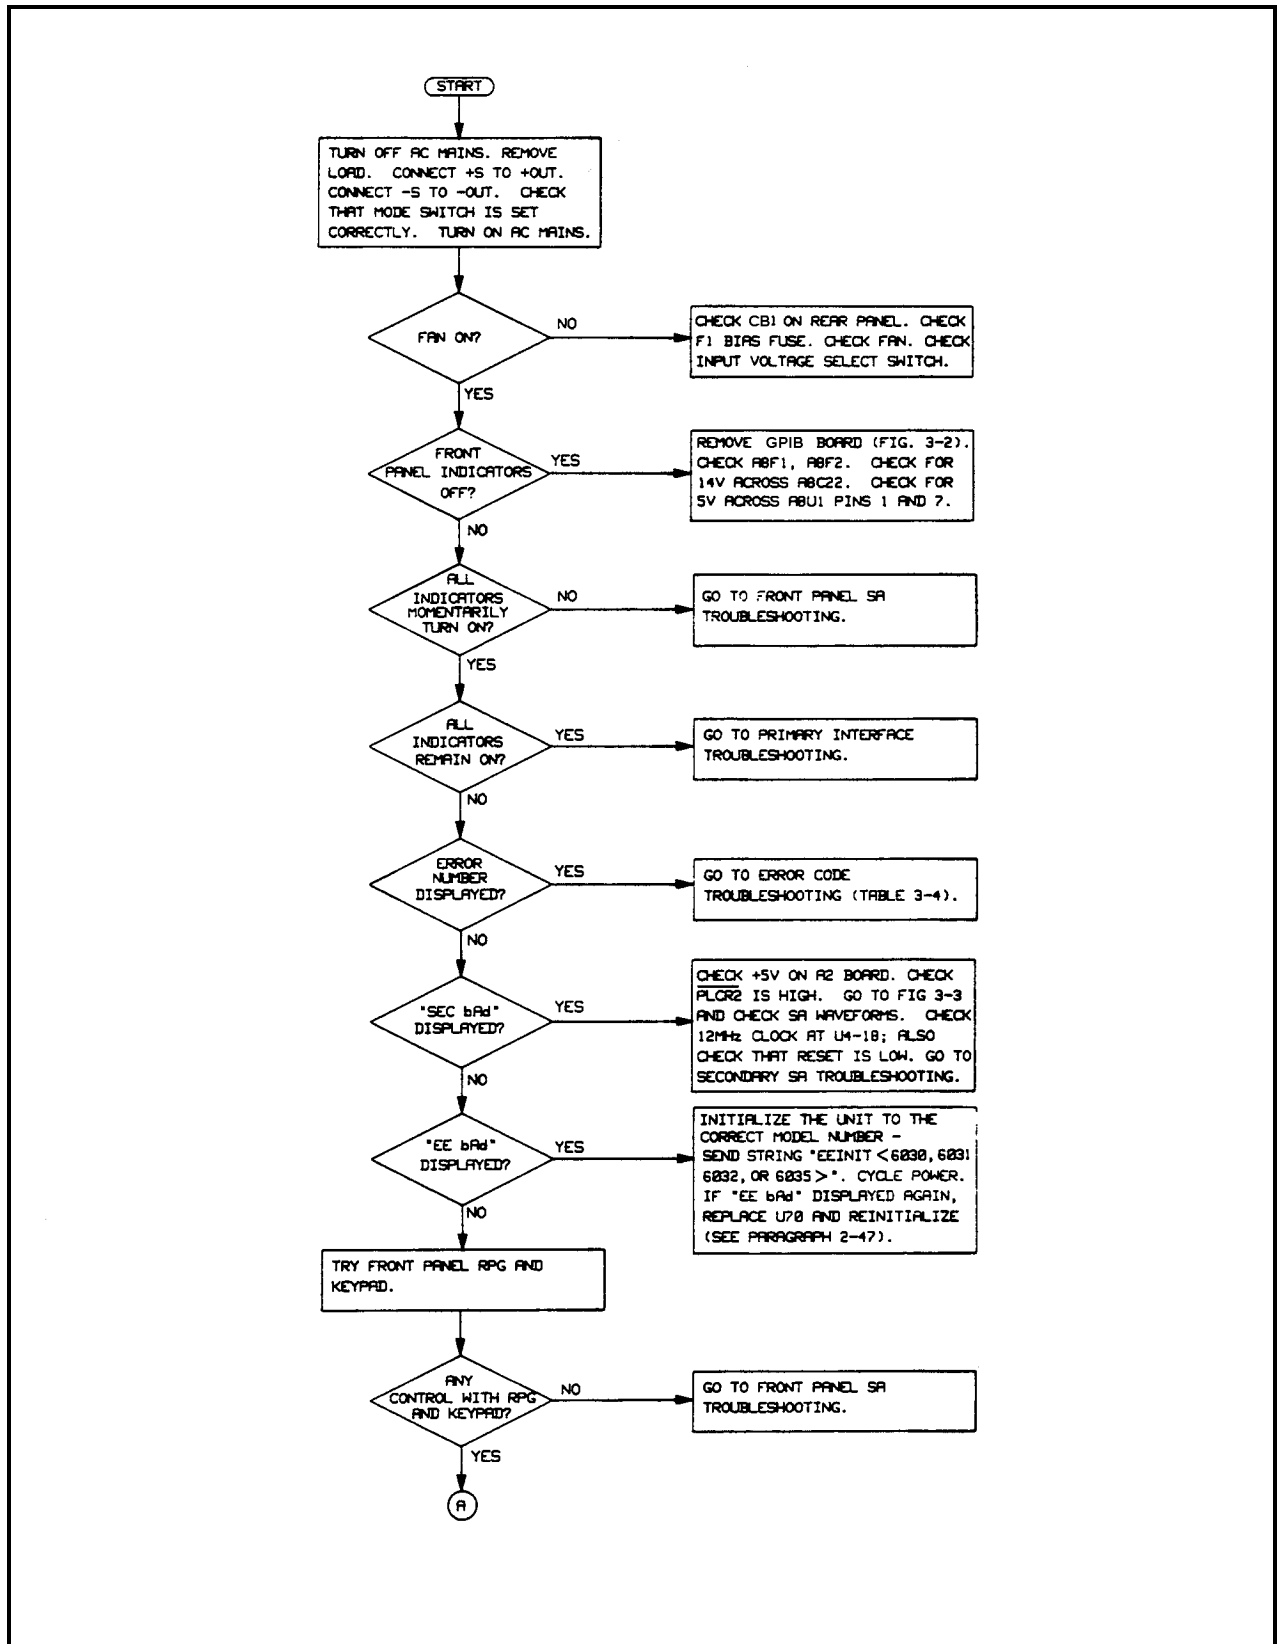 START
TURN OFF AC MAINS. REMOVE
LOAD. CONNECT +S TO +OUT.
CONNECT -S TO -OUT. CHECK
THAT MODE SWITCH IS SET
CORRECTLY. TURN ON AC MAINS.
FAN ON?
NO
CHECK CB1 ON REAR PANEL. CHECK
F1 BIAS FUSE. CHECK FAN. CHECK
INPUT VOLTAGE SELECT SWITCH.
YES
FRONT
PANEL INDICATORS
OFF?
YES
REMOVE GPIB BOARD (FIG. 3-2).
CHECK A8F1, A8F2. CHECK FOR
14V ACROSS A8C22. CHECK FOR
5V ACROSS A8U1 PINS 1 AND 7.
NO
ALL
INDICATORS
MOMENTARILY
TURN ON?
NO
GO TO FRONT PANEL SA
TROUBLESHOOTING.
YES
ALL
INDICATORS
REMAIN ON?
YES
GO TO PRIMARY INTERFACE
TROUBLESHOOTING.
NO
ERROR
NUMBER
DISPLAYED?
YES
GO TO ERROR CODE
TROUBLESHOOTING (TABLE 3-4).
NO
"SEC bAd"
DISPLAYED?
YES
CHECK +5V ON A2 BOARD. CHECK
PLCR2 IS HIGH. GO TO FIG 3-3
AND CHECK SA WAVEFORMS. CHECK
12MHz CLOCK AT U4-18; ALSO
CHECK THAT RESET IS LOW. GO TO
SECONDARY SA TROUBLESHOOTING.
NO
"EE bAd"
DISPLAYED?
YES
INITIALIZE THE UNIT TO THE
CORRECT MODEL NUMBER -
SEND STRING "EEINIT <6030, 6031
6032, OR 6035>". CYCLE POWER.
IF "EE bAd" DISPLAYED AGAIN,
REPLACE U70 AND REINITIALIZE
(SEE PARAGRAPH 2-47).
NO
TRY FRONT PANEL RPG AND
KEYPAD.
ANY
CONTROL WITH RPG
AND KEYPAD?
NO
GO TO FRONT PANEL SA
TROUBLESHOOTING.
YES
A